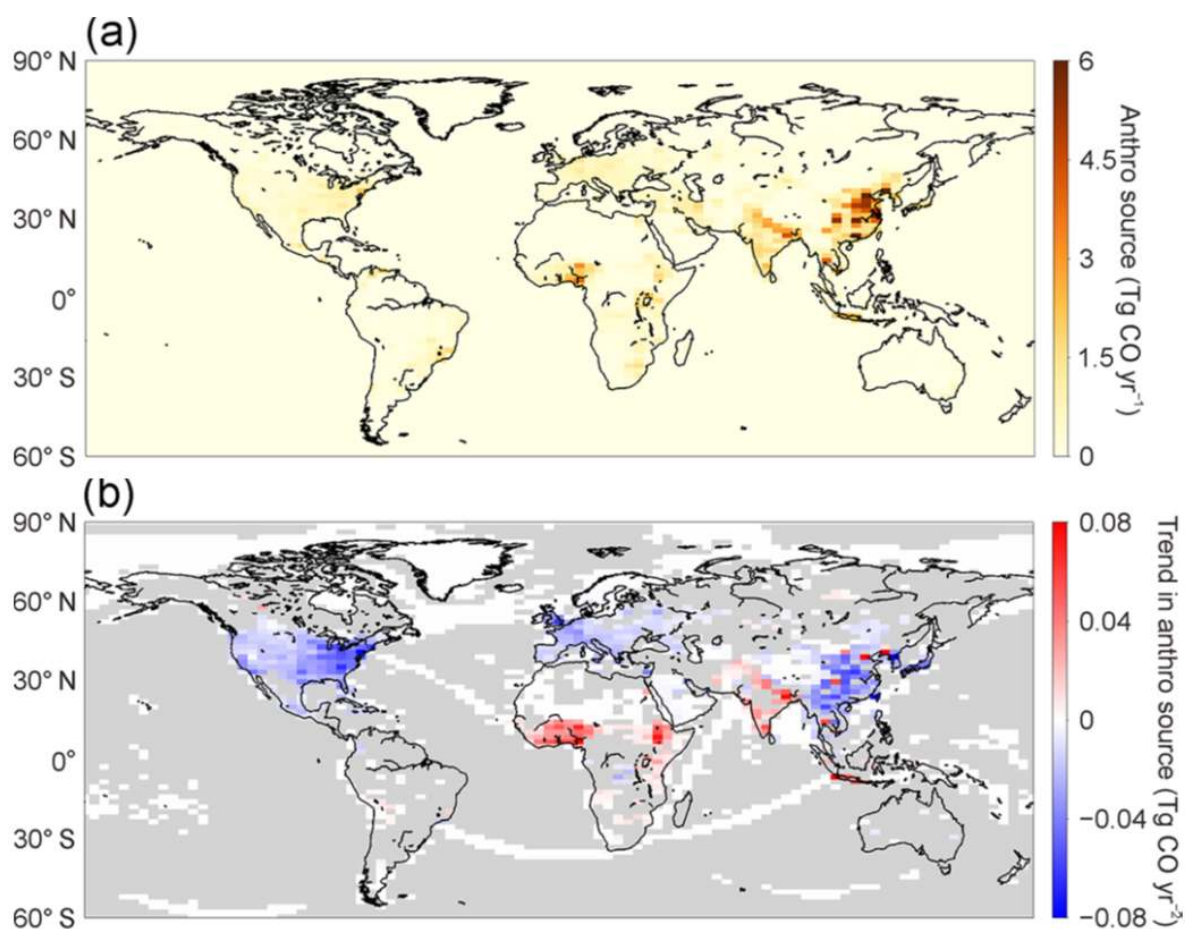 (a)
90° N
60° N
30° N
0°
30° S
60° S
6
4.5
3
1.5
0
Anthro source (Tg CO yr⁻¹)
(b)
90° N
60° N
30° N
0°
30° S
60° S
0.08
0.04
0
−0.04
−0.08
Trend in anthro source (Tg CO yr⁻²)